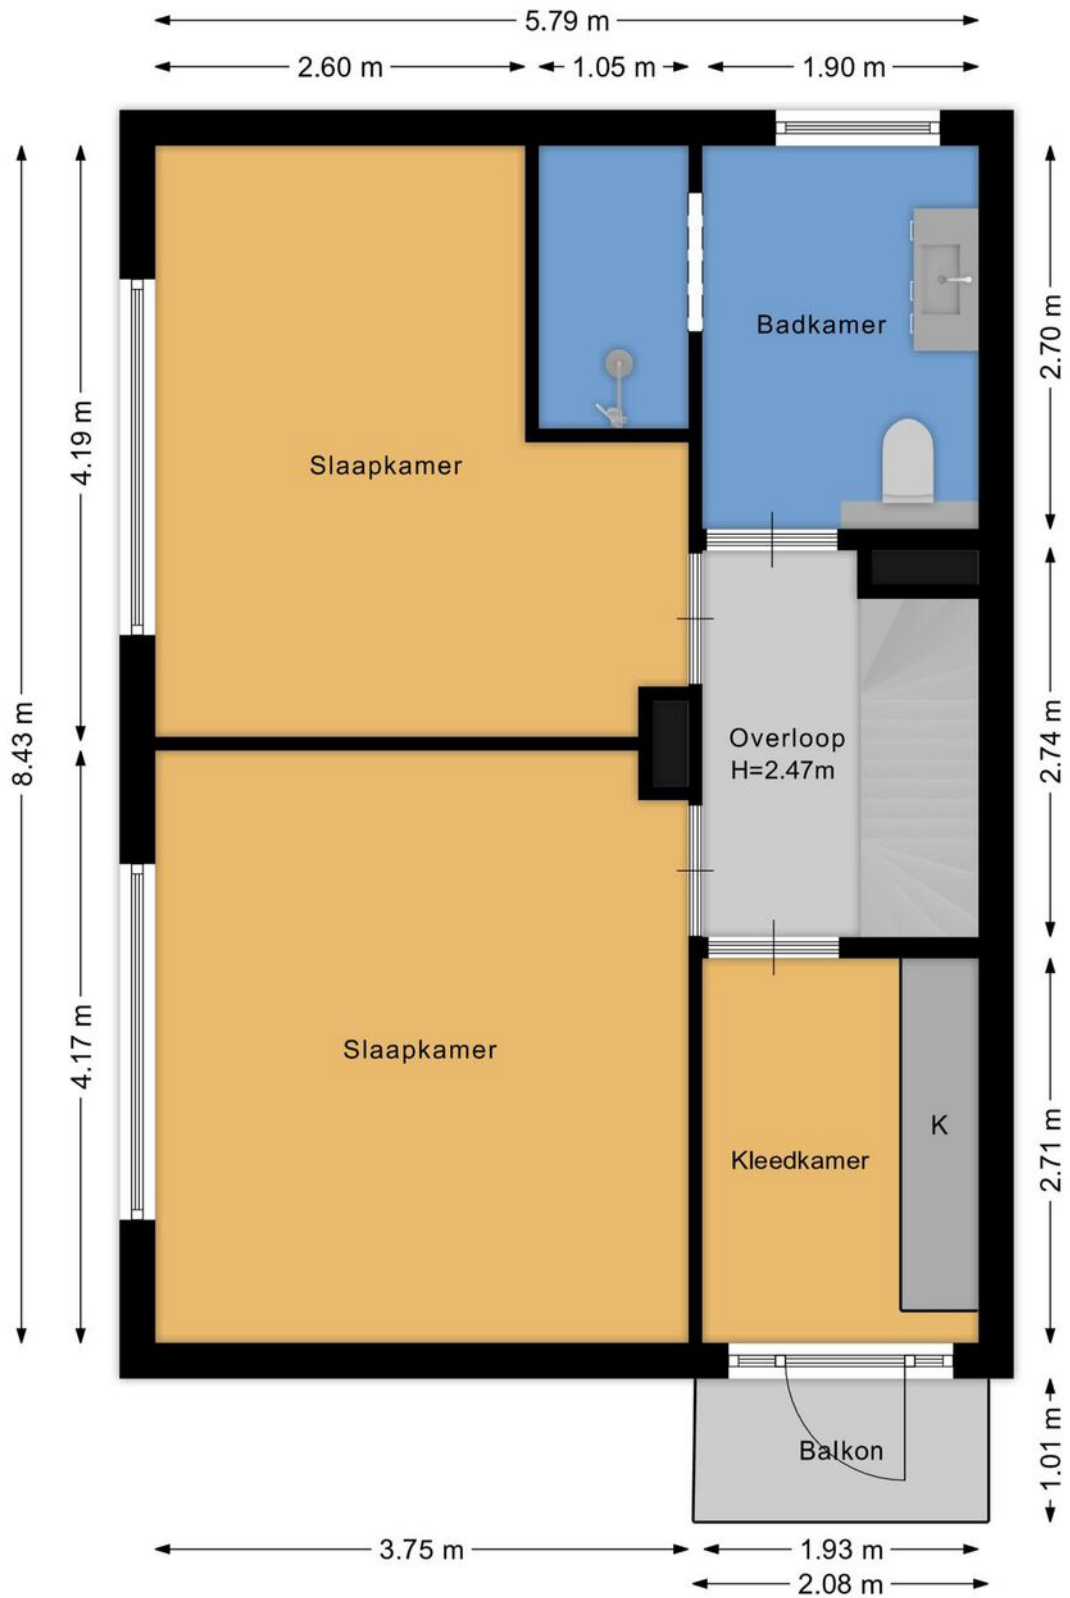 5.79 m
2.60 m
1.05 m
1.90 m
Badkamer
2.70 m
4.19 m
Slaapkamer
8.43 m
Overloop
H=2.47m
2.74 m
4.17 m
Slaapkamer
K
Kleedkamer
2.71 m
Balkon
1.01 m
3.75 m
1.93 m
2.08 m